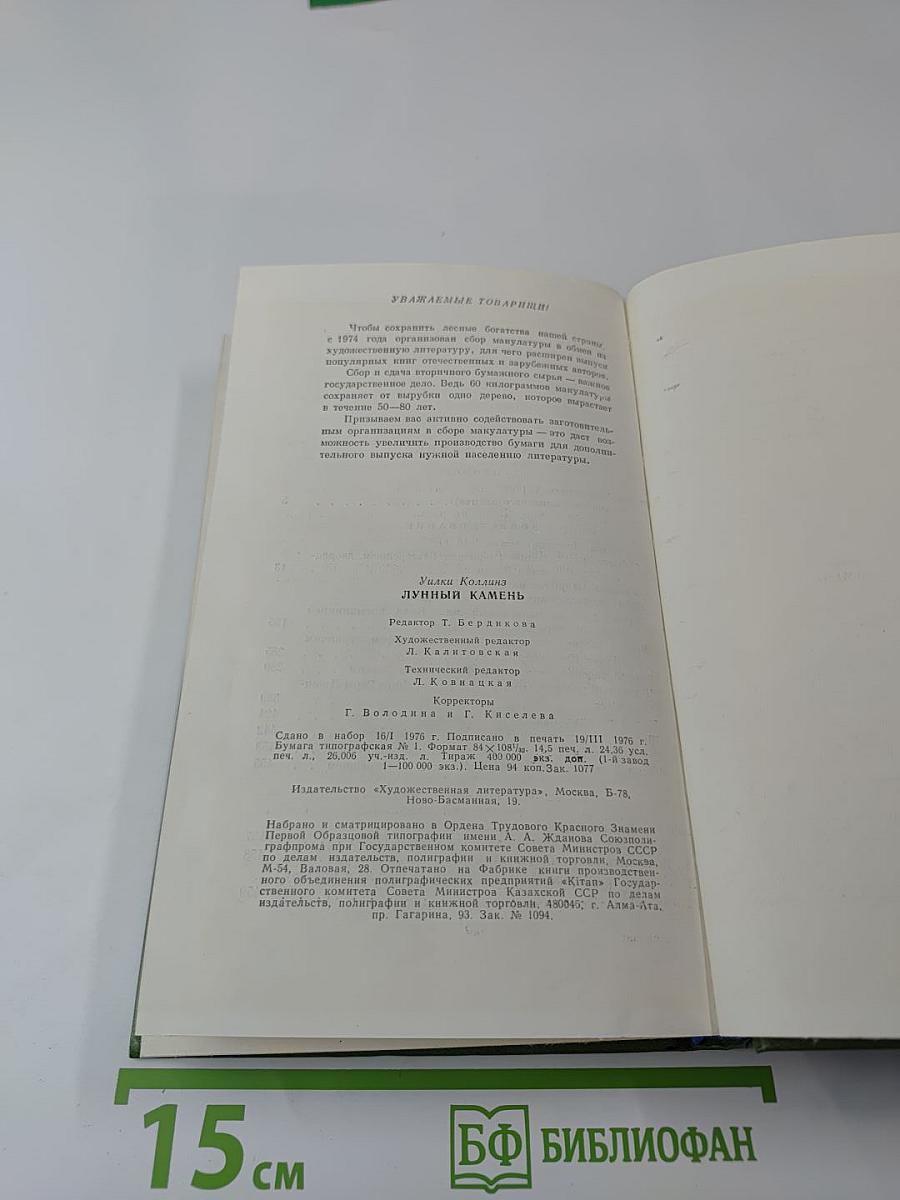 УВАЖАЕМЫЕ ТОВАРИЩИ!
Чтобы сохранить лесные богатства нашей страны,
с 1974 года организован сбор макулатуры в обмен на
художественную литературу, для чего расширен выпуск
популярных книг отечественных и зарубежных авторов.
Сбор и сдача вторичного бумажного сырья — важное
государственное дело. Ведь 60 килограммов макулатуры
сохраняет от вырубки одно дерево, которое вырастает
в течение 50—80 лет.
Призываем вас активно содействовать заготовитель-
ным организациям в сборе макулатуры — это даст воз-
можность увеличить производство бумаги для дополни-
тельного выпуска нужной населению литературы.
Уилки Коллинз
ЛУННЫЙ КАМЕНЬ
Редактор Т. Бердикова
Художественный редактор
Л. Калитовская
Технический редактор
Л. Ковнацкая
Корректоры
Г. Володина и Г. Киселева
Сдано в набор 16/I 1976 г. Подписано в печать 19/III 1976 г.
Бумага типографская № 1. Формат 84×108¹/₃₂. 14,5 печ. л. 24,36 усл.
печ. л., 26,006 уч.-изд. л. Тираж 400 000 экз. доп. (1-й завод
1—100 000 экз.). Цена 94 коп. Зак. 1077
Издательство «Художественная литература», Москва, Б-78,
Ново-Басманная, 19.
Набрано и сматрицировано в Ордена Трудового Красного Знамени
Первой Образцовой типографии имени А. А. Жданова Союзполи-
графпрома при Государственном комитете Совета Министров СССР
по делам издательств, полиграфии и книжной торговли, Москва,
М-54, Валовая, 28. Отпечатано на Фабрике книги производствен-
ного объединения полиграфических предприятий «Кітап» Государ-
ственного комитета Совета Министров Казахской ССР по делам
издательств, полиграфии и книжной торговли, 480045; г. Алма-Ата,
пр. Гагарина, 93. Зак. № 1094.
15 см
БФ БИБЛИОФАН